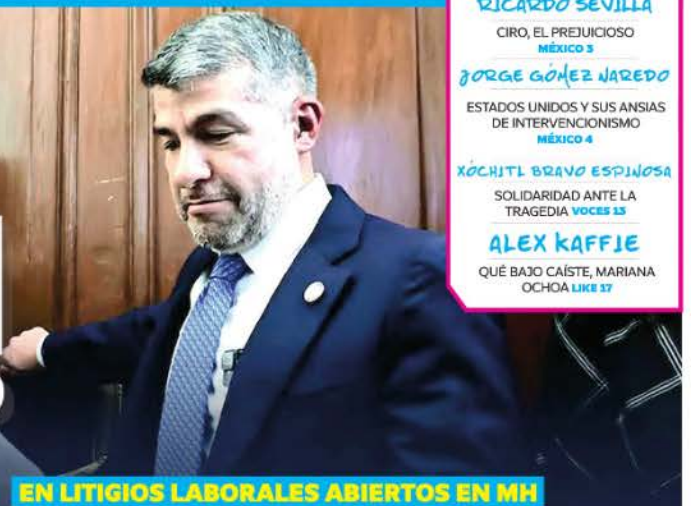 RICARDO SEVILLA
CIRO, EL PREJUICIOSO
MÉXICO 3
JORGE GÓMEZ NAREDO
ESTADOS UNIDOS Y SUS ANSIAS
DE INTERVENCIONISMO
MÉXICO 4
XÓCHITL BRAVO ESPINOSA
SOLIDARIDAD ANTE LA
TRAGEDIA VOCES 13
ALEX KAFFIE
QUÉ BAJO CAÍSTE, MARIANA
OCHOA LIKE 17
EN LITIGIOS LABORALES ABIERTOS EN MH